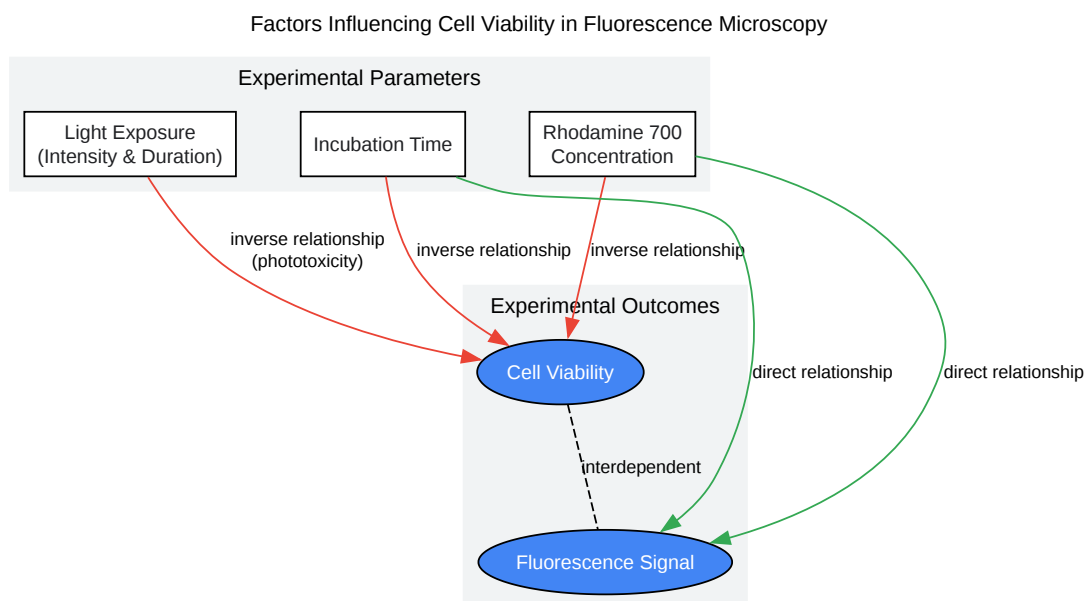 Factors Influencing Cell Viability in Fluorescence Microscopy
Experimental Parameters
Light Exposure
(Intensity & Duration)
Incubation Time
Rhodamine 700
Concentration
inverse relationship
(phototoxicity)
inverse relationship
inverse relationship
Experimental Outcomes
Cell Viability
direct relationship
direct relationship
interdependent
Fluorescence Signal